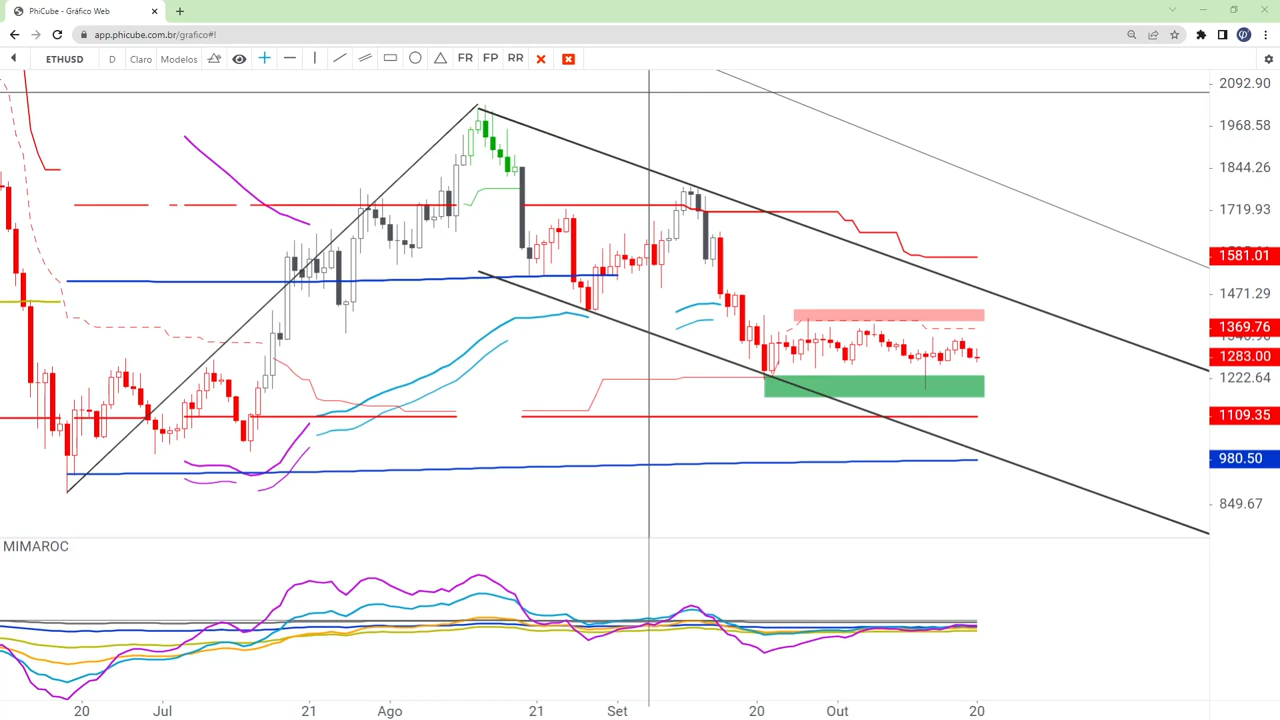 PhiCube - Gráfico Web
app.phicube.com.br/grafico#!
ETHUSD D Claro Modelos FR FP RR
2092.90
1968.58
1844.26
1719.93
1581.01
1471.29
1369.76
1283.00
1222.64
1109.35
980.50
849.67
MIMAROC
20 Jul 21 Ago 21 Set 20 Out 20